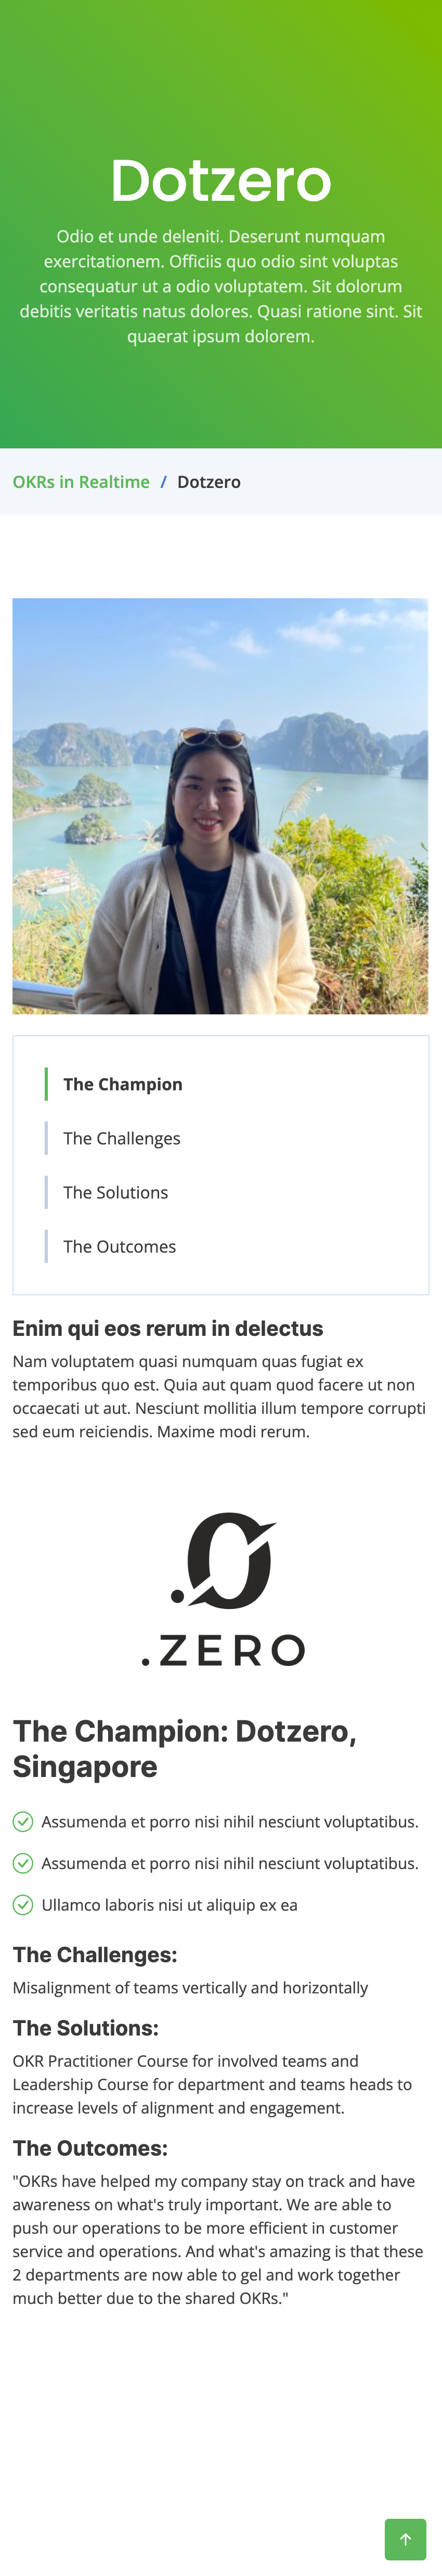 Dotzero
Odio et unde deleniti. Deserunt numquam
exercitationem. Officiis quo odio sint voluptas
consequatur ut a odio voluptatem. Sit dolorum
debitis veritatis natus dolores. Quasi ratione sint. Sit
quaerat ipsum dolorem.
OKRs in Realtime / Dotzero
The Champion
The Challenges
The Solutions
The Outcomes
Enim qui eos rerum in delectus
Nam voluptatem quasi numquam quas fugiat ex
temporibus quo est. Quia aut quam quod facere ut non
occaecati ut aut. Nesciunt mollitia illum tempore corrupti
sed eum reiciendis. Maxime modi rerum.
.0
.ZERO
The Champion: Dotzero,
Singapore
Assumenda et porro nisi nihil nesciunt voluptatibus.
Assumenda et porro nisi nihil nesciunt voluptatibus.
Ullamco laboris nisi ut aliquip ex ea
The Challenges:
Misalignment of teams vertically and horizontally
The Solutions:
OKR Practitioner Course for involved teams and
Leadership Course for department and teams heads to
increase levels of alignment and engagement.
The Outcomes:
"OKRs have helped my company stay on track and have
awareness on what's truly important. We are able to
push our operations to be more efficient in customer
service and operations. And what's amazing is that these
2 departments are now able to gel and work together
much better due to the shared OKRs."